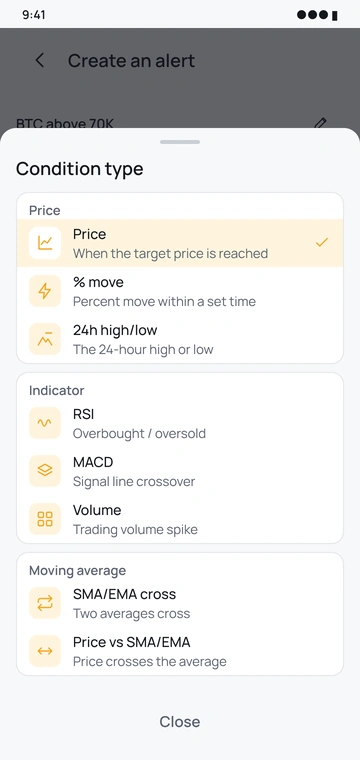 9:41
Create an alert
BTC above 70K
Condition type
Price
Price
When the target price is reached
% move
Percent move within a set time
24h high/low
The 24-hour high or low
Indicator
RSI
Overbought / oversold
MACD
Signal line crossover
Volume
Trading volume spike
Moving average
SMA/EMA cross
Two averages cross
Price vs SMA/EMA
Price crosses the average
Close